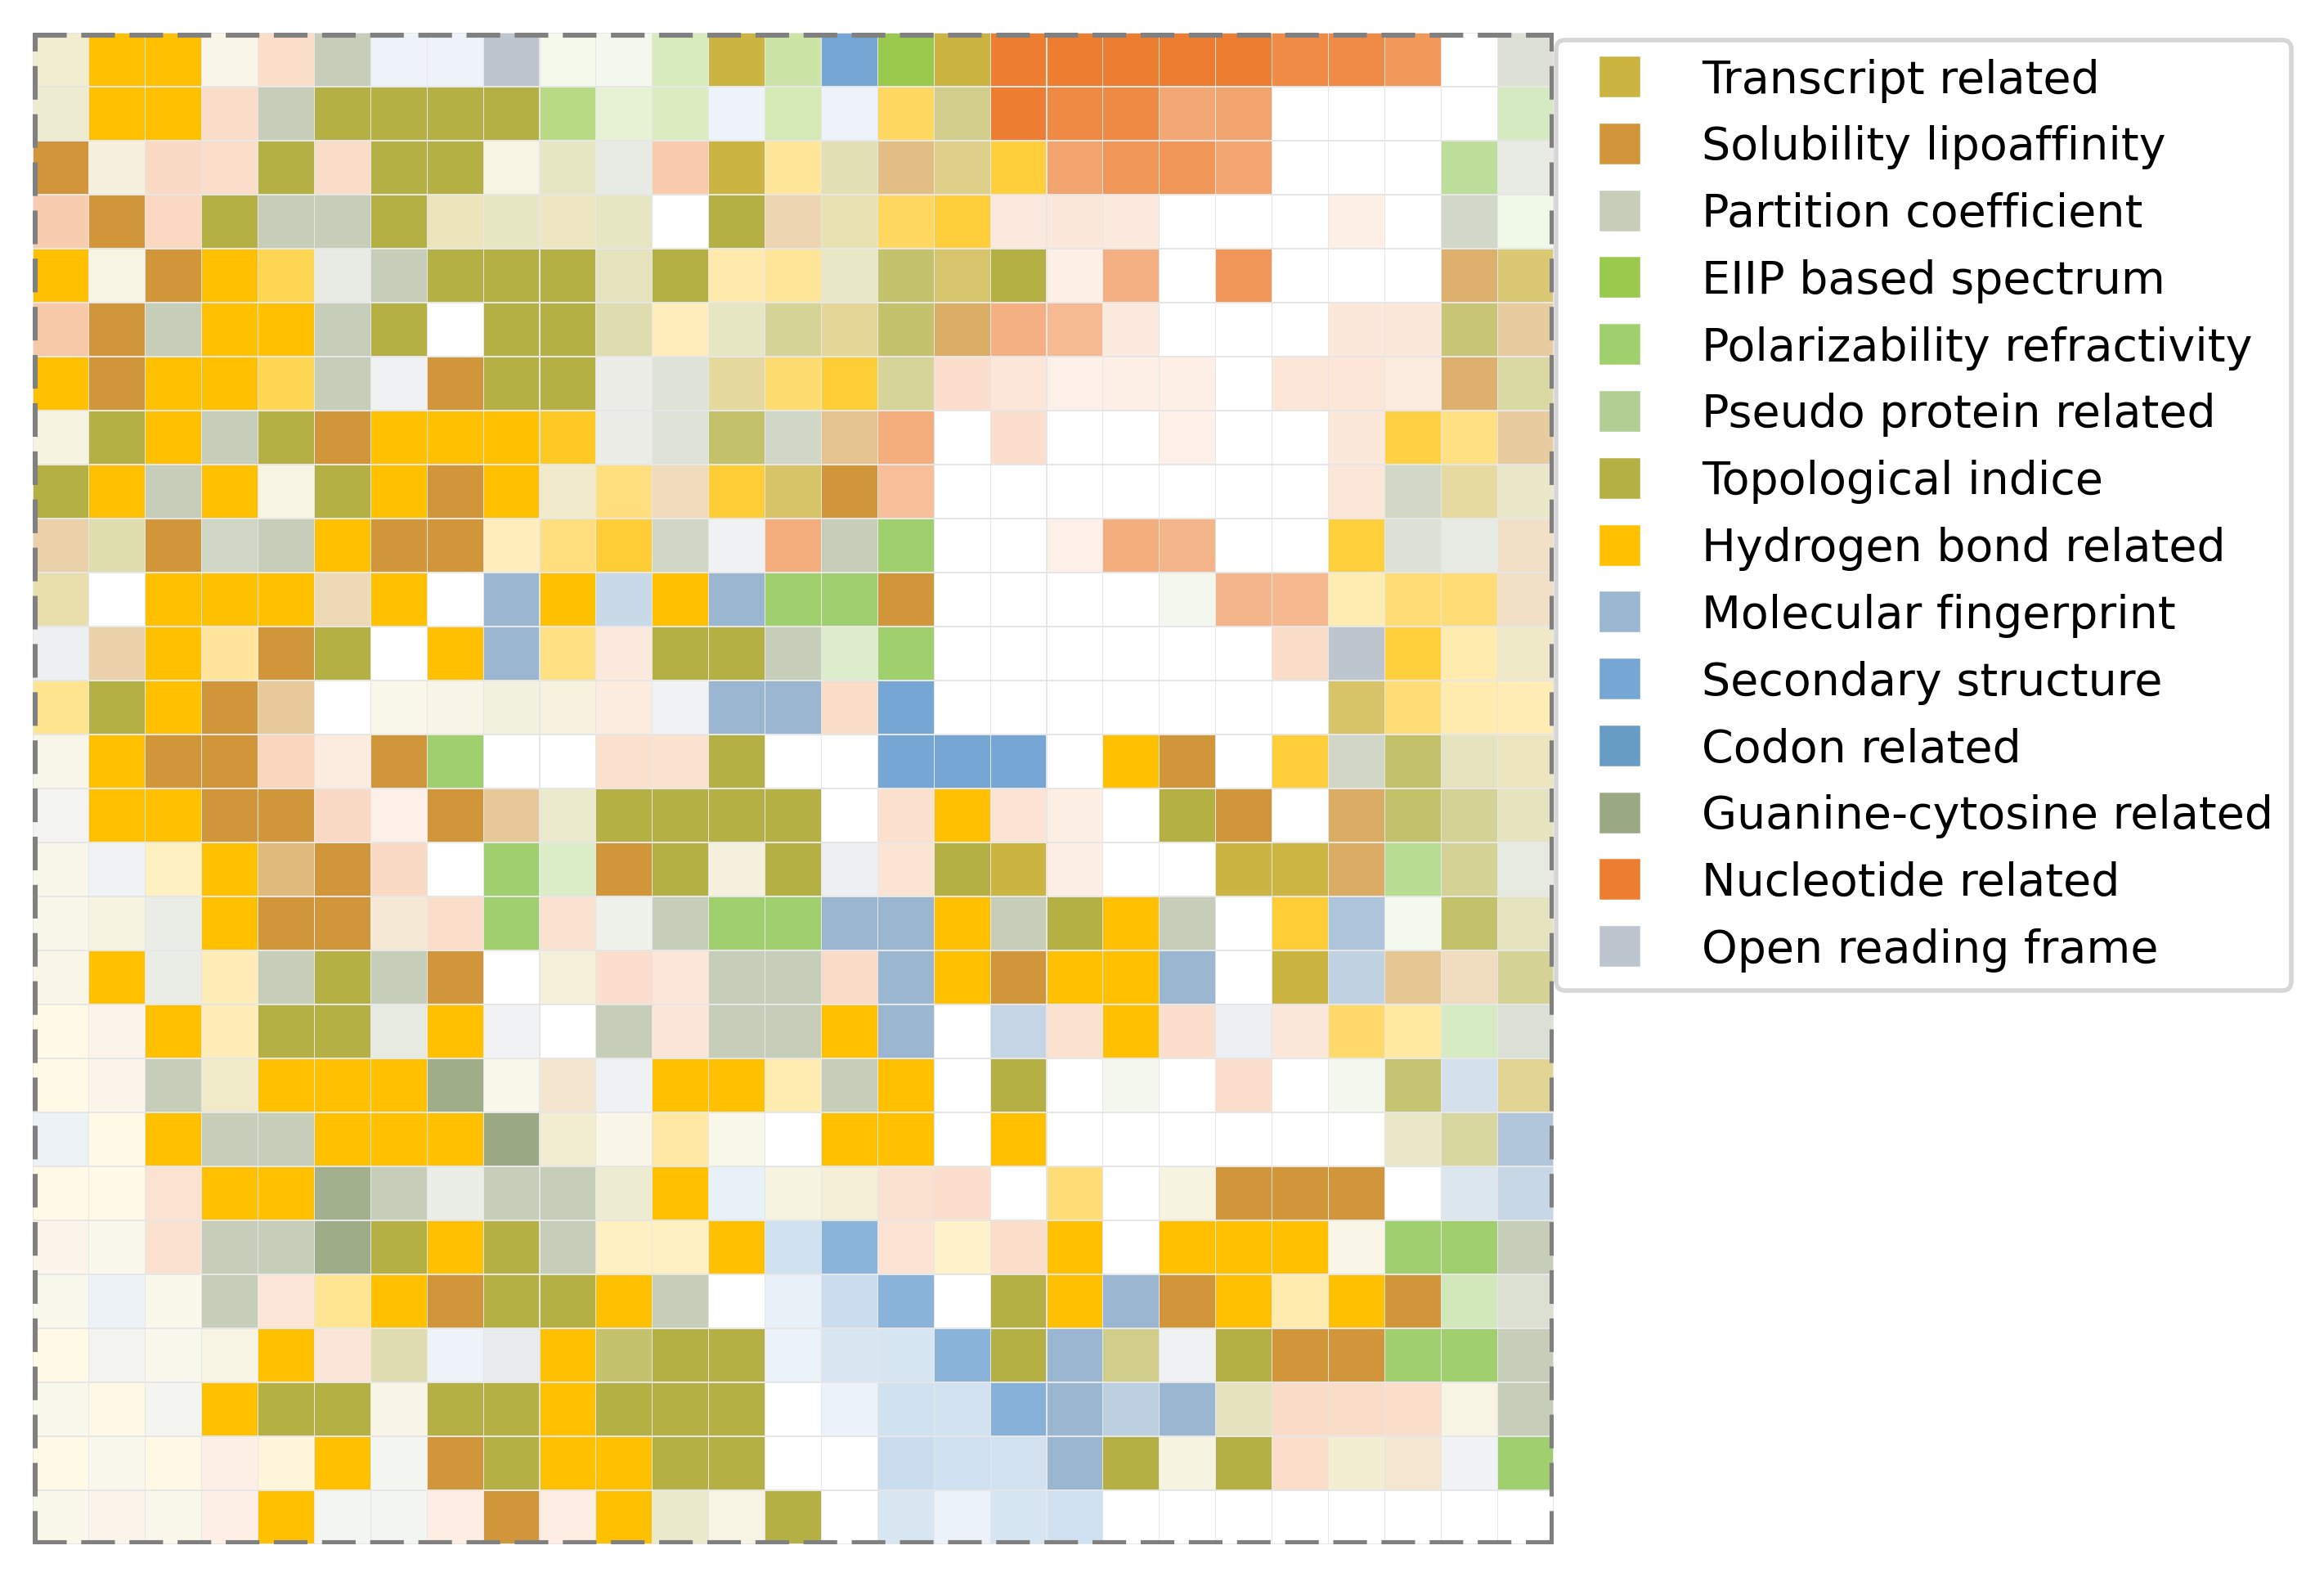 Transcript related
Solubility lipoaffinity
Partition coefficient
EIIP based spectrum
Polarizability refractivity
Pseudo protein related
Topological indice
Hydrogen bond related
Molecular fingerprint
Secondary structure
Codon related
Guanine-cytosine related
Nucleotide related
Open reading frame